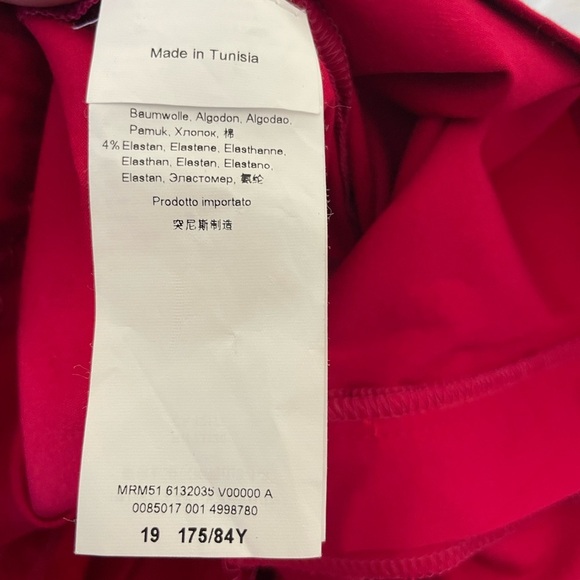 Made in Tunisia
Baumwolle, Algodon, Algodao,
Pamuk, Хлопок, 棉
4% Elastan, Elastane, Elasthanne,
Elasthan, Elastan, Elastano,
Elastan, Эластомер, 氨纶
Prodotto importato
突尼斯制造
MRM51 6132035 V00000 A
0085017 001 4998780
19 175/84Y